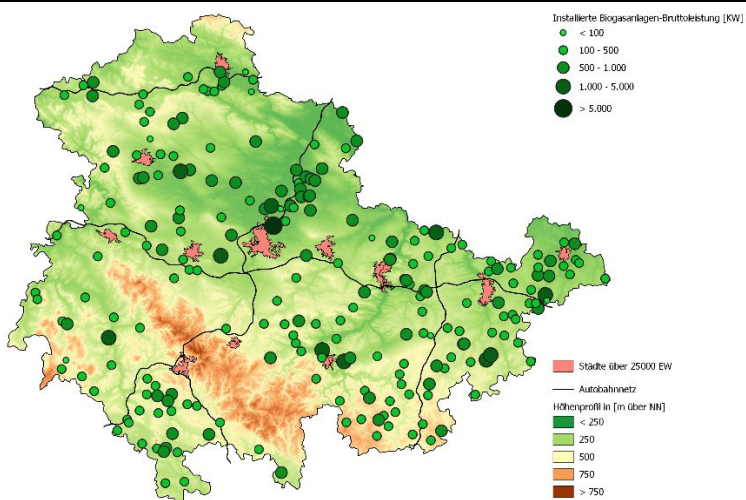 Installierte Biogasanlagen-Bruttoleistung [KW]
< 100
100 - 500
500 - 1.000
1.000 - 5.000
> 5.000
Städte über 25000 EW
Autobahnnetz
Höhenprofil in [m über NN]
< 250
250
500
750
> 750